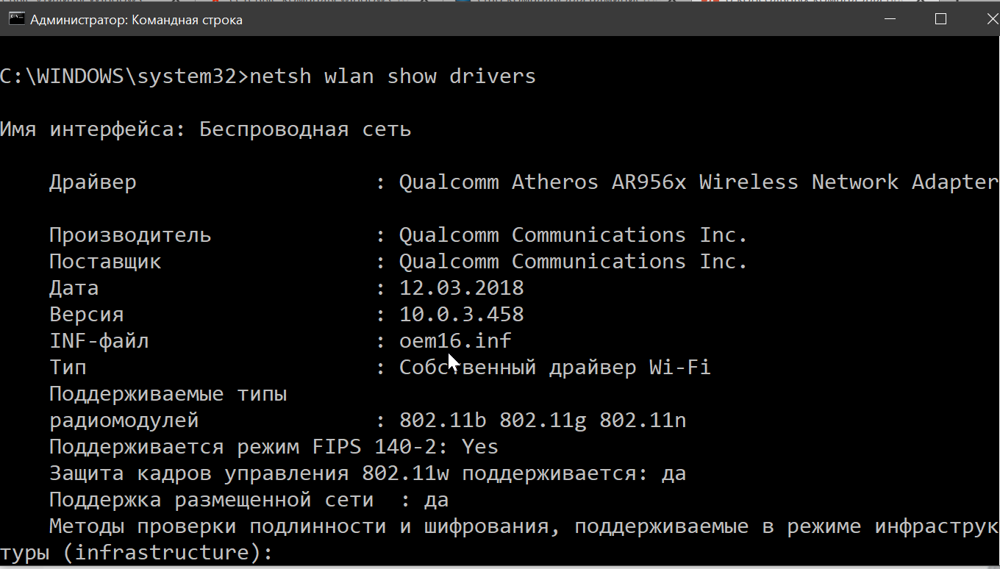 Администратор: Командная строка
C:\WINDOWS\system32>netsh wlan show drivers
Имя интерфейса: Беспроводная сеть
Драйвер : Qualcomm Atheros AR956x Wireless Network Adapter
Производитель : Qualcomm Communications Inc.
Поставщик : Qualcomm Communications Inc.
Дата : 12.03.2018
Версия : 10.0.3.458
INF-файл : oem16.inf
Тип : Собственный драйвер Wi-Fi
Поддерживаемые типы
радиомодулей : 802.11b 802.11g 802.11n
Поддерживается режим FIPS 140-2: Yes
Защита кадров управления 802.11w поддерживается: да
Поддержка размещенной сети : да
Методы проверки подлинности и шифрования, поддерживаемые в режиме инфраструк
туры (infrastructure):